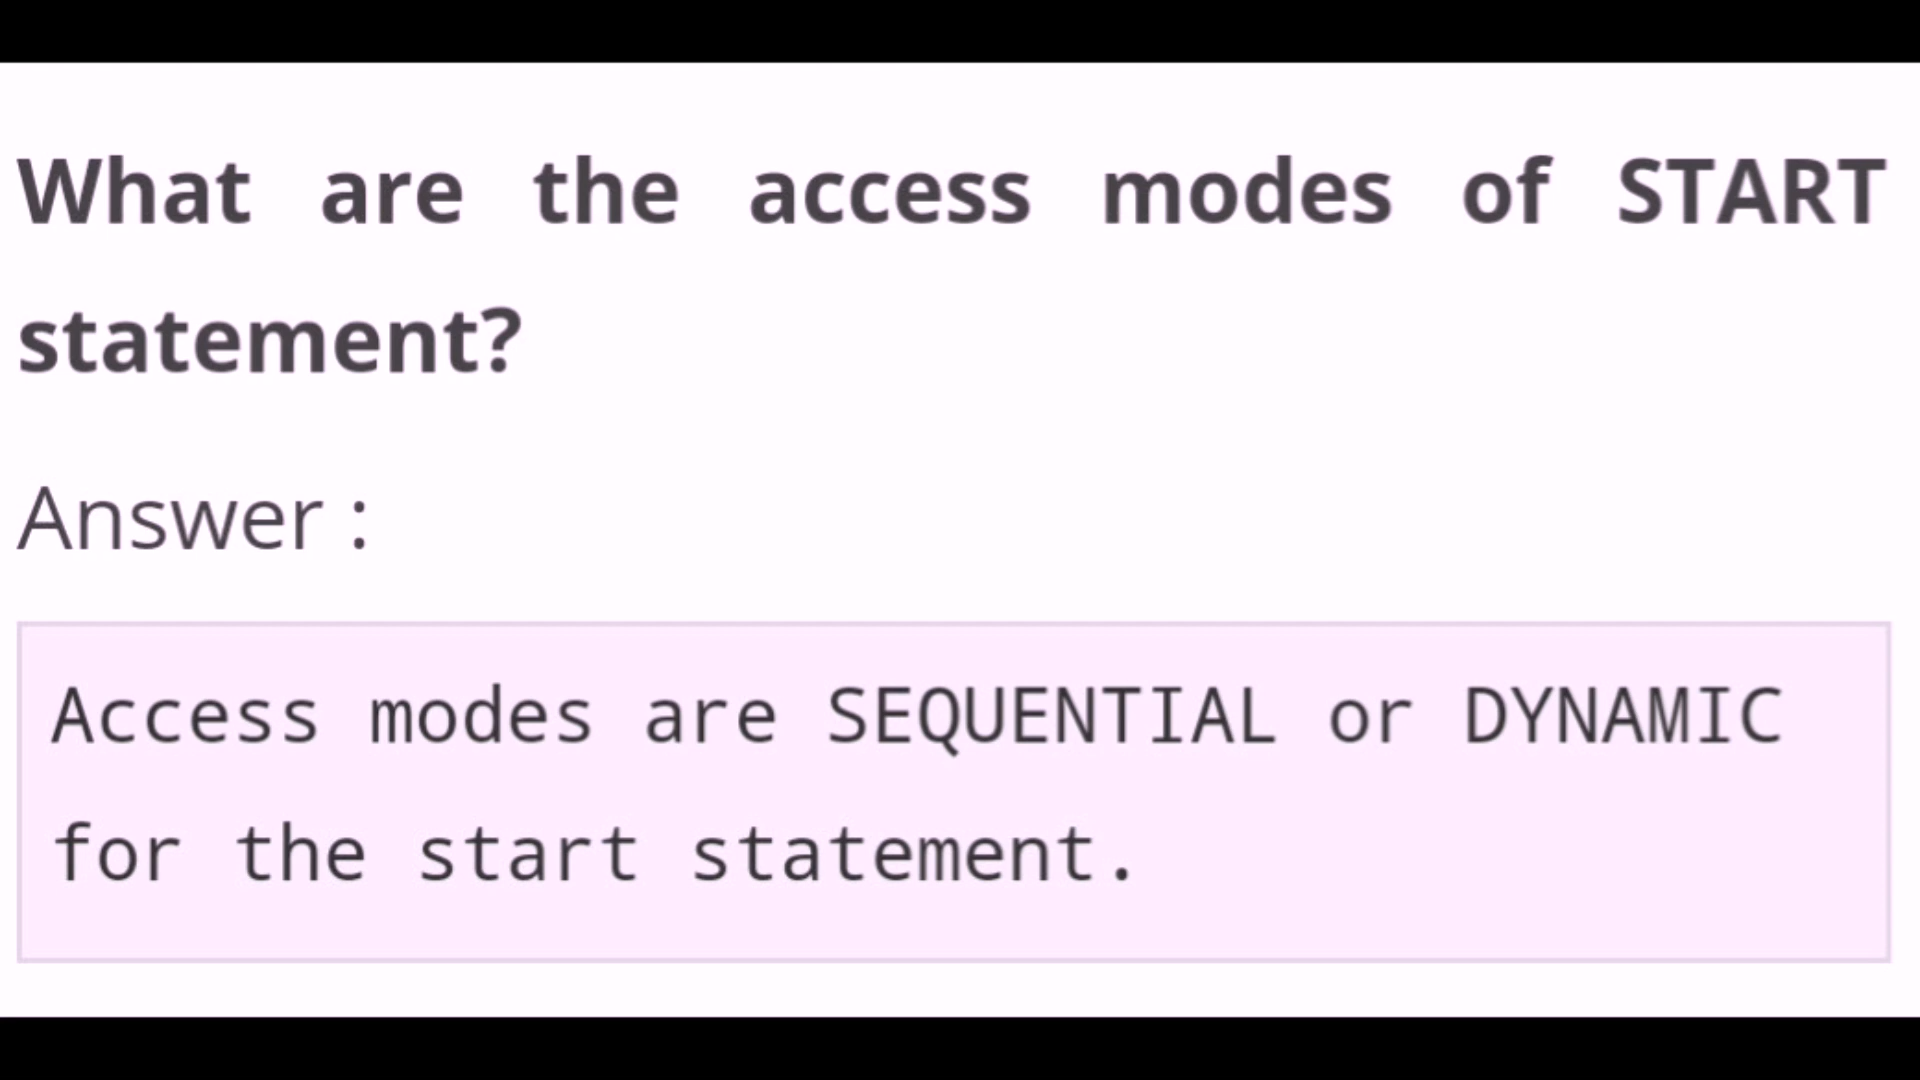 What are the access modes of START
statement?
Answer :
Access modes are SEQUENTIAL or DYNAMIC
for the start statement.